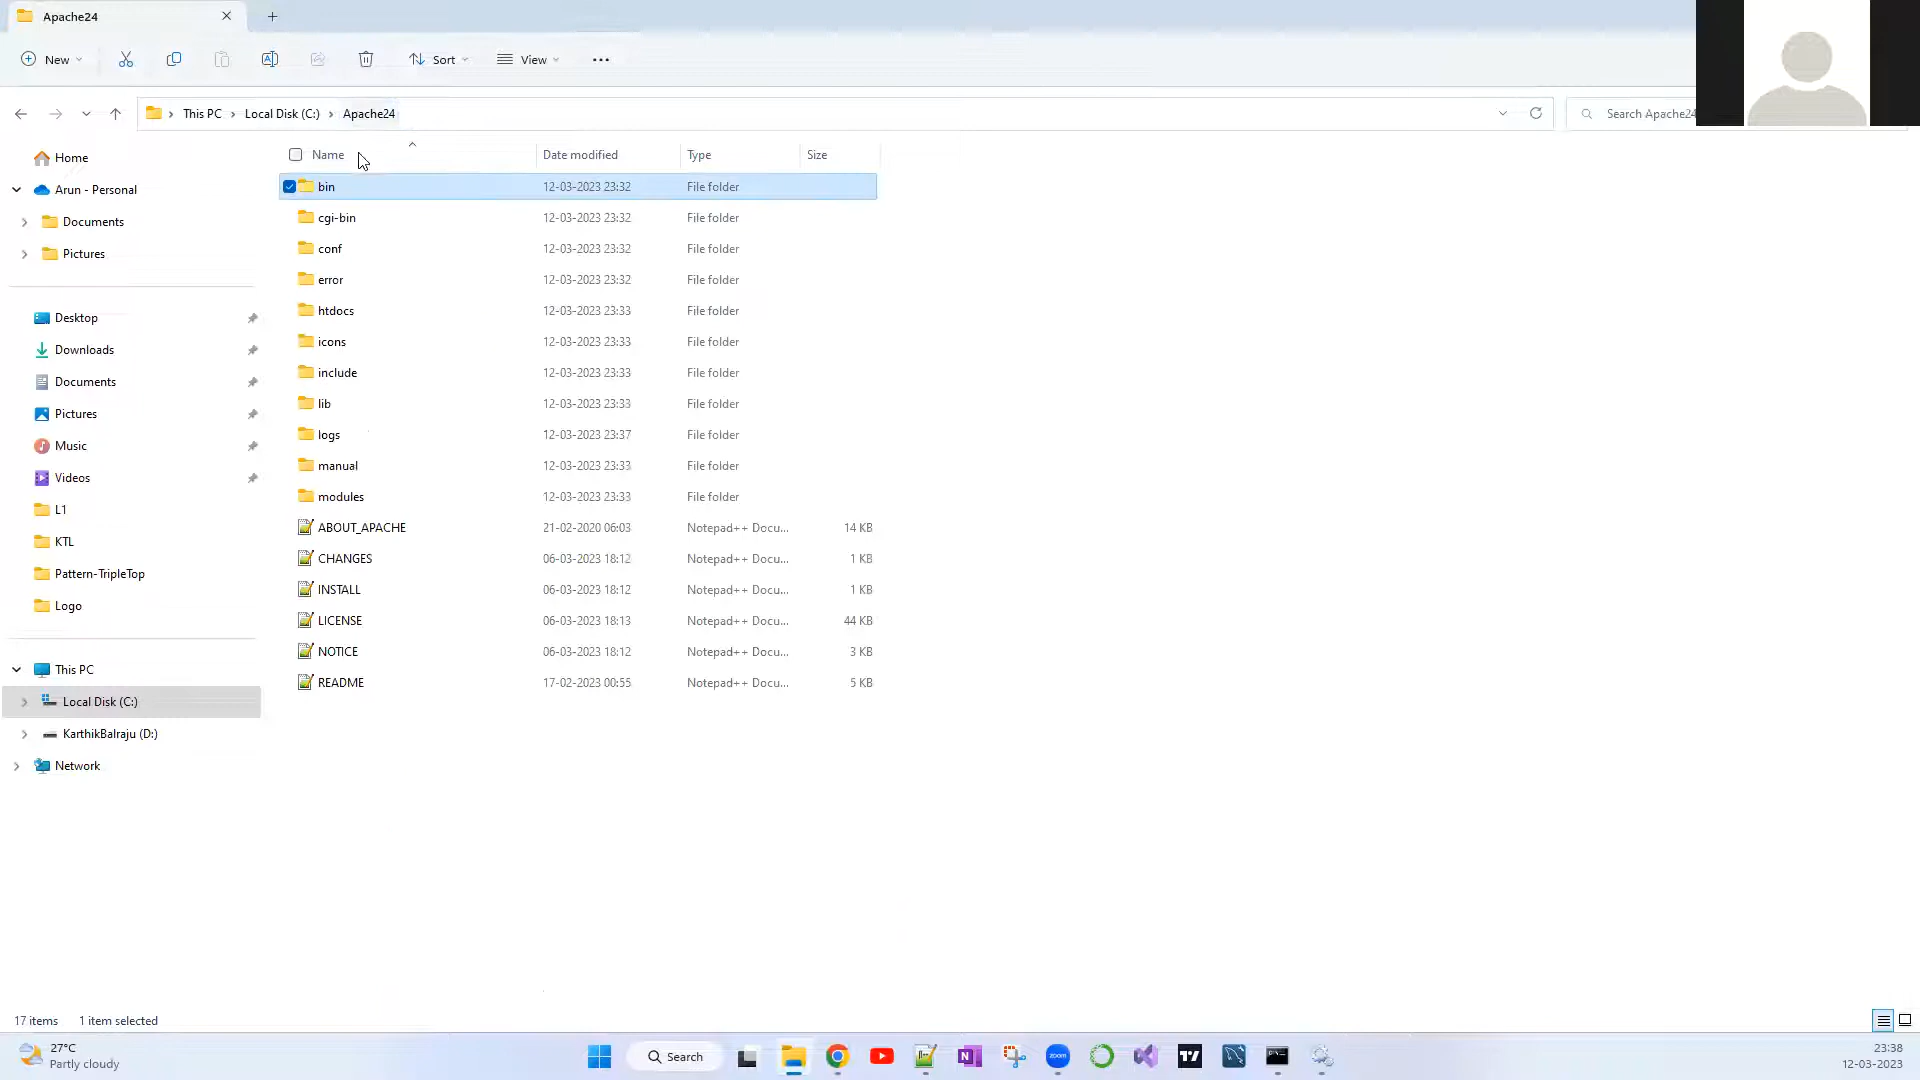 Apache24
New
Sort
View
This PC
Local Disk (C:)
Apache24
Search Apache24
Name
Date modified
Type
Size
Home
Arun - Personal
Documents
Pictures
Desktop
Downloads
Documents
Pictures
Music
Videos
L1
KTL
Pattern-TripleTop
Logo
This PC
Local Disk (C:)
KarthikBalraju (D:)
Network
bin 12-03-2023 23:32 File folder
cgi-bin 12-03-2023 23:32 File folder
conf 12-03-2023 23:32 File folder
error 12-03-2023 23:32 File folder
htdocs 12-03-2023 23:33 File folder
icons 12-03-2023 23:33 File folder
include 12-03-2023 23:33 File folder
lib 12-03-2023 23:33 File folder
logs 12-03-2023 23:37 File folder
manual 12-03-2023 23:33 File folder
modules 12-03-2023 23:33 File folder
ABOUT_APACHE 21-02-2020 06:03 Notepad++ Docu... 14 KB
CHANGES 06-03-2023 18:12 Notepad++ Docu... 1 KB
INSTALL 06-03-2023 18:12 Notepad++ Docu... 1 KB
LICENSE 06-03-2023 18:13 Notepad++ Docu... 44 KB
NOTICE 06-03-2023 18:12 Notepad++ Docu... 3 KB
README 17-02-2023 00:55 Notepad++ Docu... 5 KB
17 items 1 item selected
27°C
Partly cloudy
Search
zoom
23:38
12-03-2023